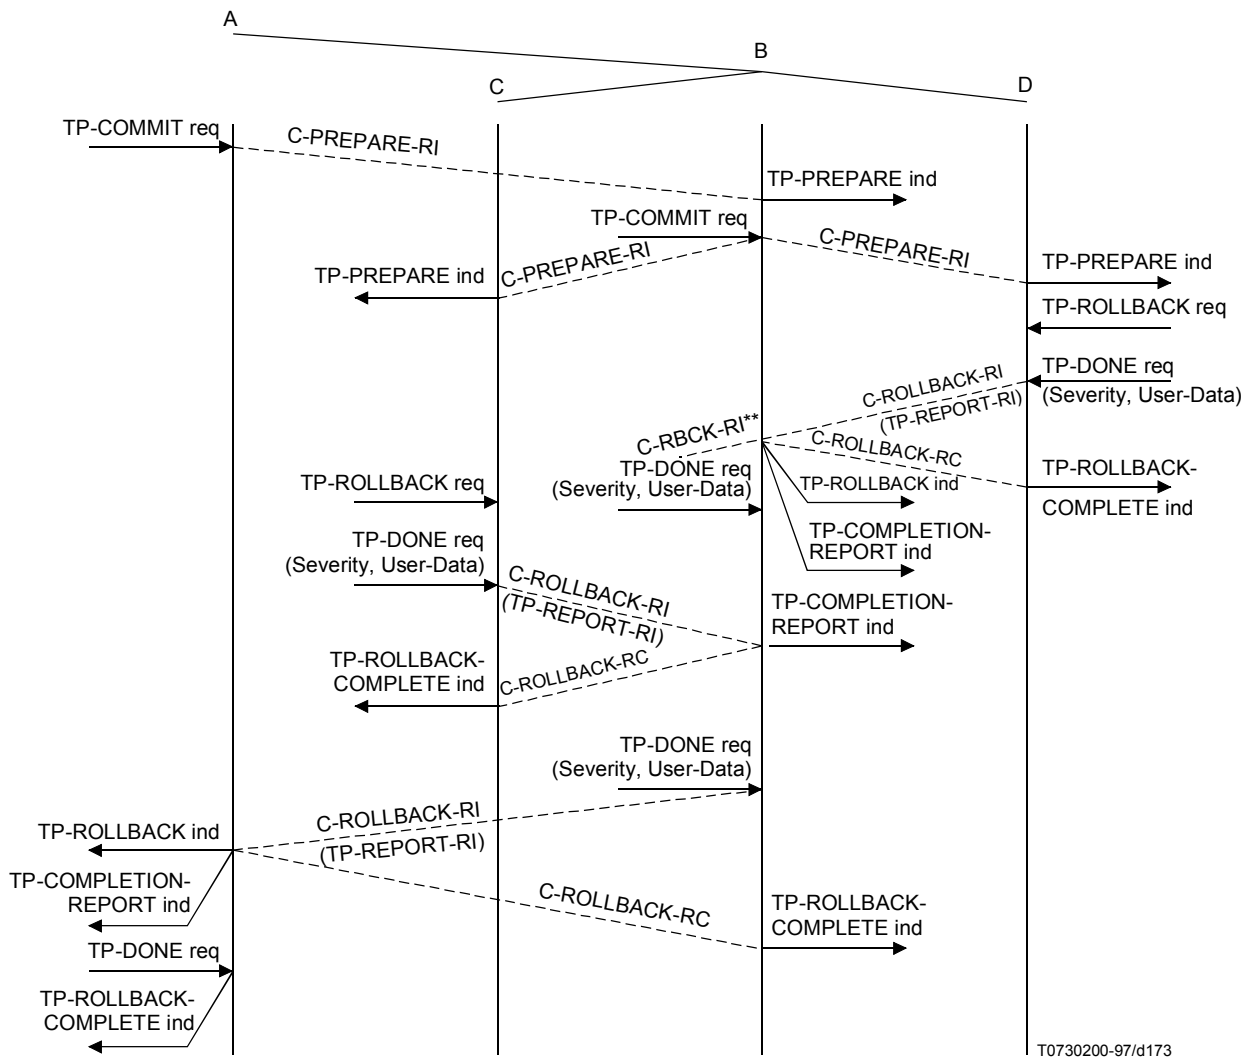 A
B
C
D
TP-COMMIT req
C-PREPARE-RI
TP-PREPARE ind
TP-COMMIT req
C-PREPARE-RI
C-PREPARE-RI
TP-PREPARE ind
TP-PREPARE ind
TP-ROLLBACK req
TP-DONE req
(Severity, User-Data)
C-ROLLBACK-RI
(TP-REPORT-RI)
C-RBCK-RI**
C-ROLLBACK-RC
TP-DONE req
(Severity, User-Data)
TP-ROLLBACK-
COMPLETE ind
TP-ROLLBACK ind
TP-ROLLBACK req
TP-COMPLETION-
REPORT ind
TP-DONE req
(Severity, User-Data)
C-ROLLBACK-RI
(TP-REPORT-RI)
TP-COMPLETION-
REPORT ind
TP-ROLLBACK-
COMPLETE ind
C-ROLLBACK-RC
TP-DONE req
(Severity, User-Data)
C-ROLLBACK-RI
(TP-REPORT-RI)
TP-ROLLBACK ind
TP-COMPLETION-
REPORT ind
C-ROLLBACK-RC
TP-ROLLBACK-
COMPLETE ind
TP-DONE req
TP-ROLLBACK-
COMPLETE ind
T0730200-97/d173